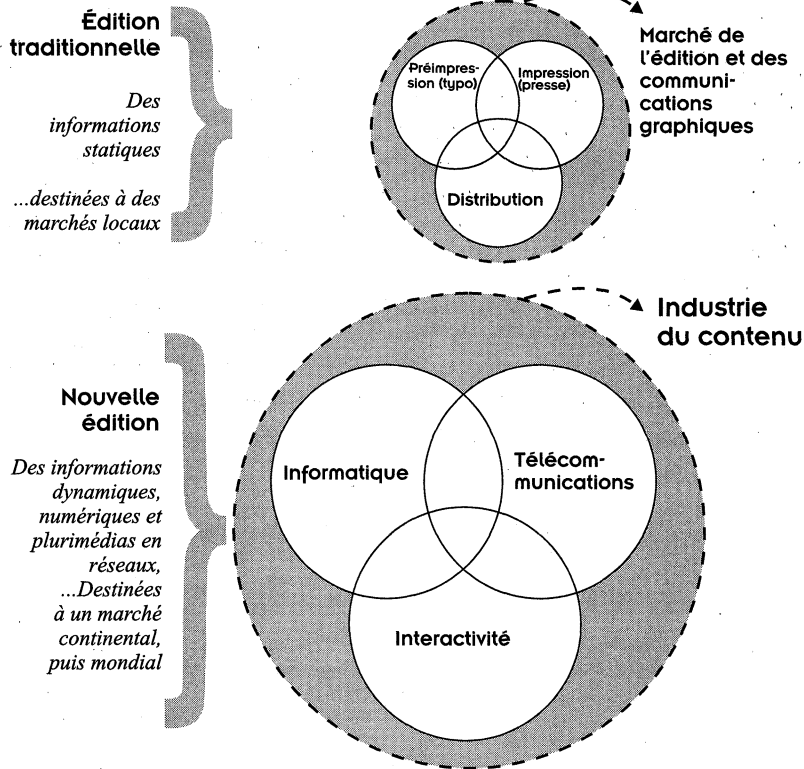 Édition
traditionnelle
Des
informations
statiques
...destinées à des
marchés locaux
Préimpres-
sion (typo)
Impression
(presse)
Distribution
Marché de
l'édition et des
communi-
cations
graphiques
Nouvelle
édition
Des informations
dynamiques,
numériques et
plurimédias en
réseaux,
...Destinées
à un marché
continental,
puis mondial
Informatique
Télécom-
munications
Interactivité
Industrie
du contenu